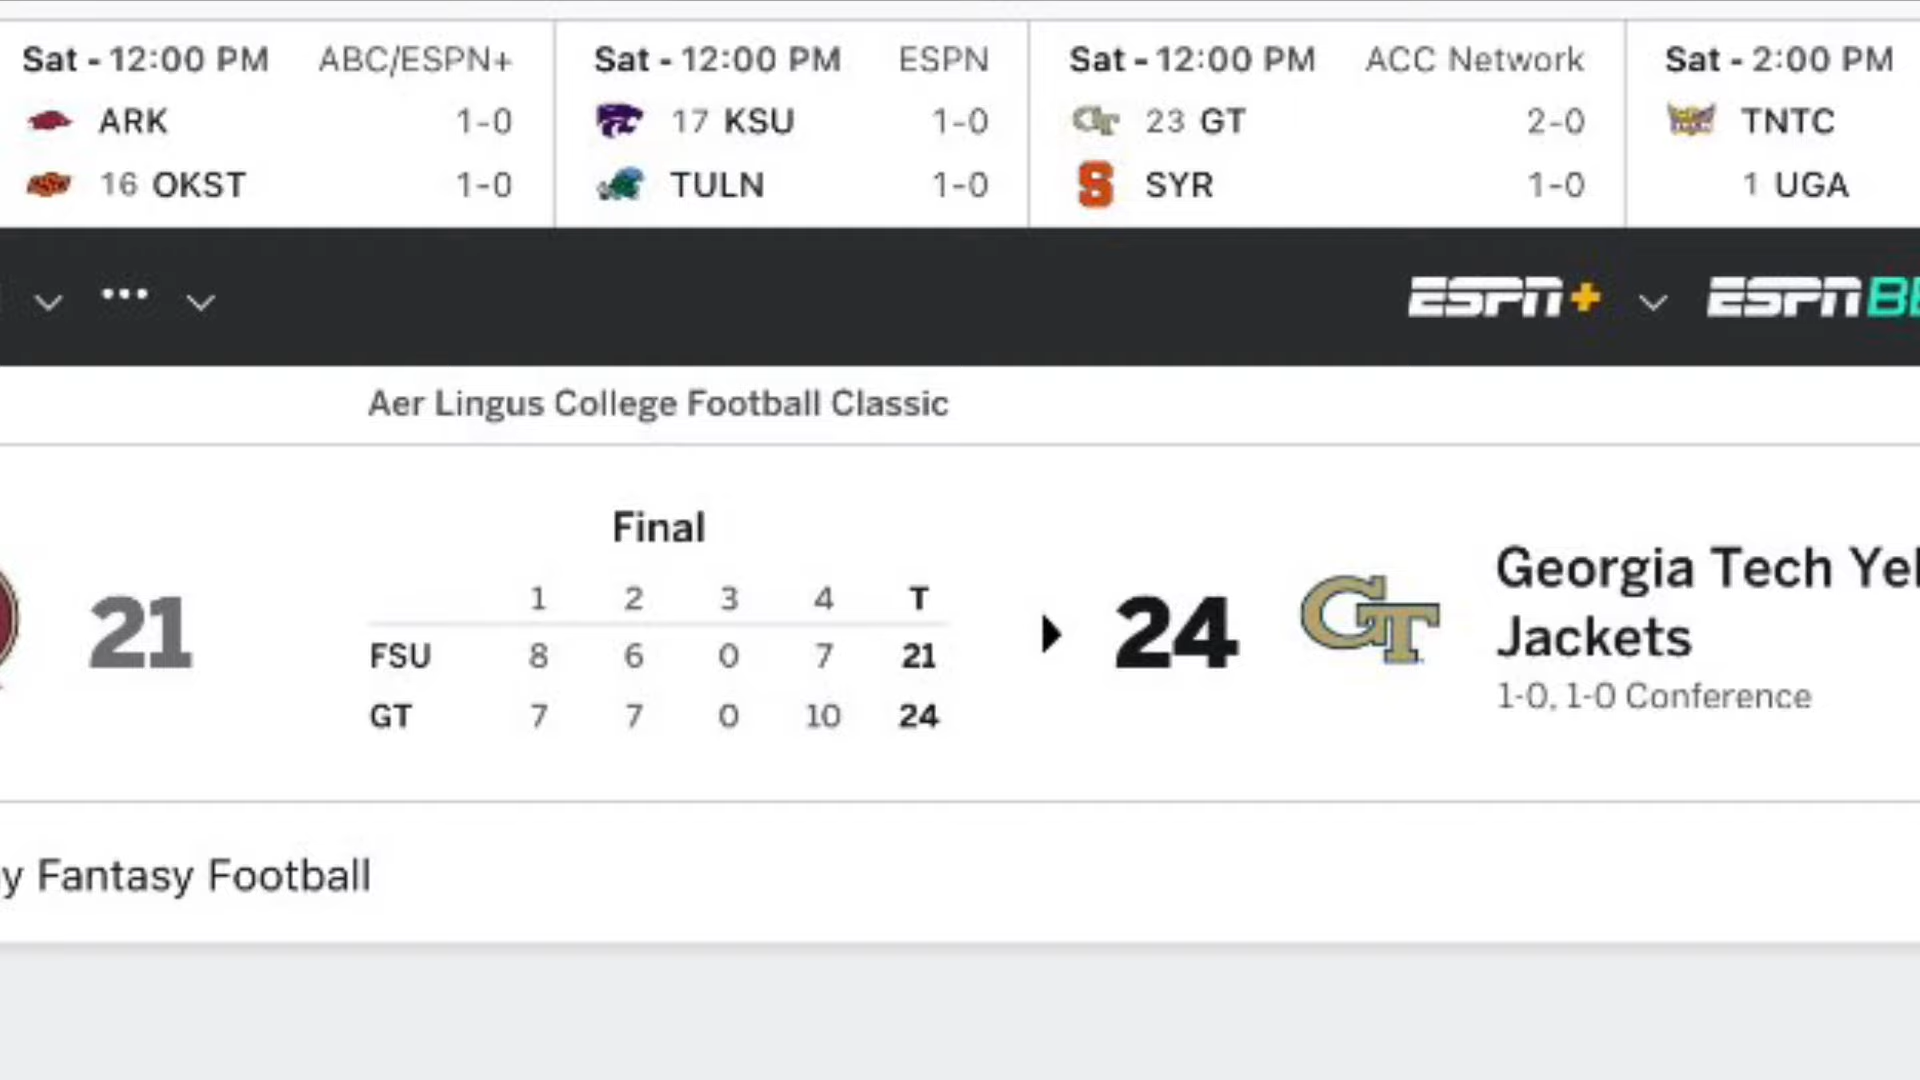 Sat - 12:00 PM ABC/ESPN+
ARK 1-0
16 OKST 1-0
Sat - 12:00 PM ESPN
17 KSU 1-0
TULN 1-0
Sat - 12:00 PM ACC Network
GT 23 GT 2-0
S SYR 1-0
Sat - 2:00 PM
TNTC
1 UGA
ESPN+ ESPN BE
Aer Lingus College Football Classic
Final
1 2 3 4 T
FSU 8 6 0 7 21
GT 7 7 0 10 24
21
24
GT
Georgia Tech Yel
Jackets
1-0, 1-0 Conference
y Fantasy Football